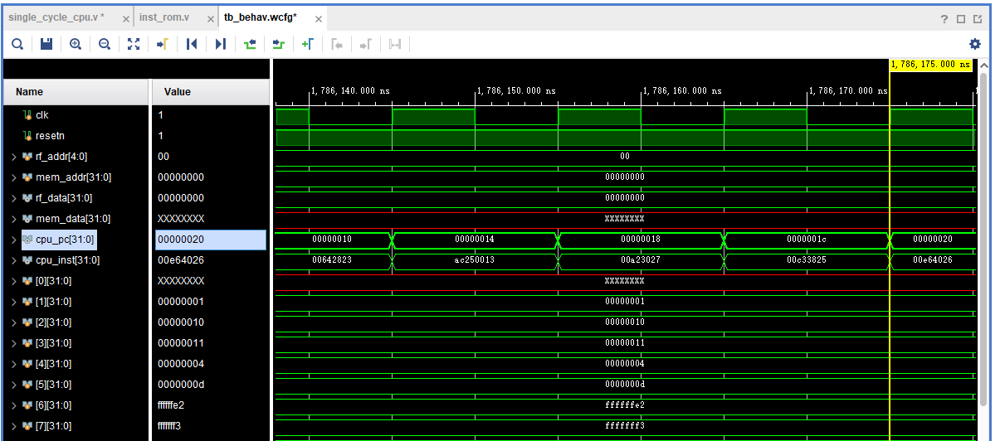 single_cycle_cpu.v * inst_rom.v tb_behav.wcfg*
1,786,175.000 ns
1,786,140.000 ns 1,786,150.000 ns 1,786,160.000 ns 1,786,170.000 ns
Name Value
clk 1
resetn 1
rf_addr[4:0] 00 00
mem_addr[31:0] 00000000 00000000
rf_data[31:0] 00000000 00000000
mem_data[31:0] XXXXXXXX XXXXXXXX
cpu_pc[31:0] 00000020 00000010 00000014 00000018 0000001c 00000020
cpu_inst[31:0] 00e64026 00642823 ac250013 00a23027 00c33825 00e64026
[0][31:0] XXXXXXXX XXXXXXXX
[1][31:0] 00000001 00000001
[2][31:0] 00000010 00000010
[3][31:0] 00000011 00000011
[4][31:0] 00000004 00000004
[5][31:0] 0000000d 0000000d
[6][31:0] ffffffe2 ffffffe2
[7][31:0] fffffff3 fffffff3